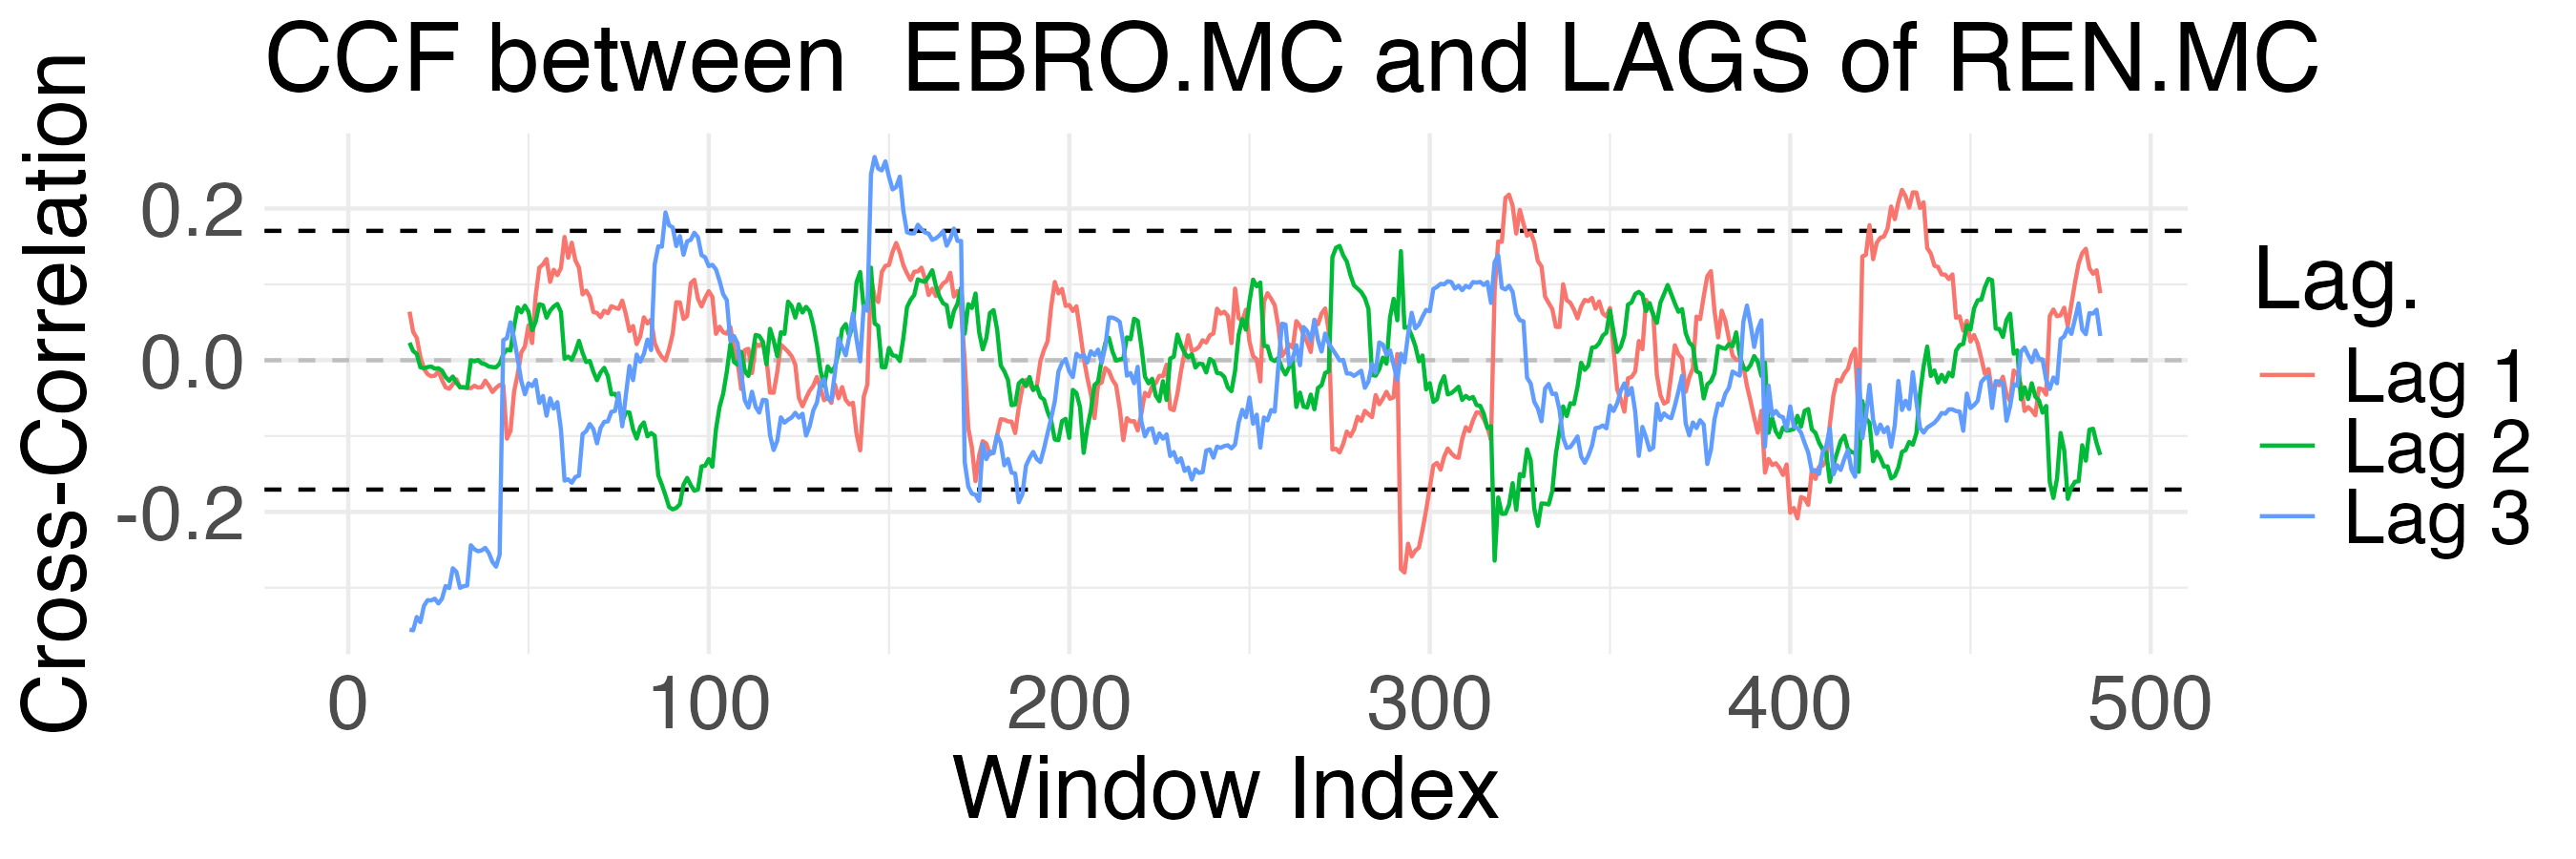 CCF between  EBRO.MC and LAGS of REN.MC
Cross-Correlation
0.2
0.0
-0.2
0 100 200 300 400 500
Window Index
Lag.
Lag 1
Lag 2
Lag 3